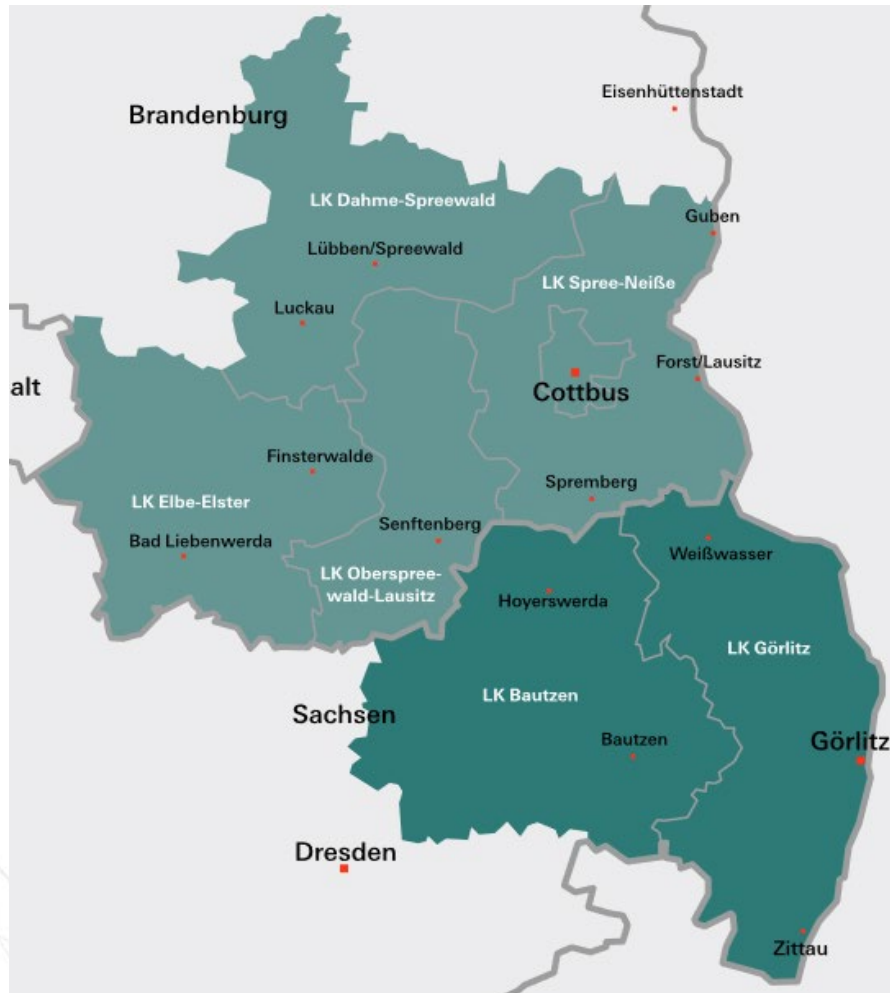 Eisenhüttenstadt
Brandenburg
LK Dahme-Spreewald
Guben
Lübben/Spreewald
LK Spree-Neiße
Luckau
Forst/Lausitz
alt
Cottbus
Finsterwalde
Spremberg
LK Elbe-Elster
Senftenberg
Bad Liebenwerda
Weißwasser
LK Oberspree-
wald-Lausitz
Hoyerswerda
LK Görlitz
LK Bautzen
Sachsen
Bautzen
Görlitz
Dresden
Zittau